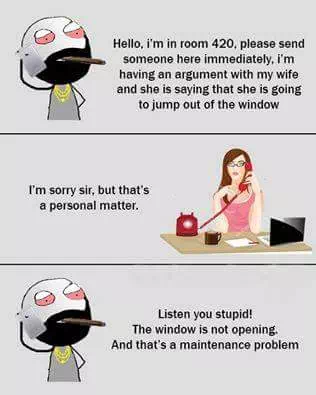 Hello, i'm in room 420, please send
someone here immediately, i'm
having an argument with my wife
and she is saying that she is going
to jump out of the window
I'm sorry sir, but that's
a personal matter.
Listen you stupid!
The window is not opening.
And that's a maintenance problem